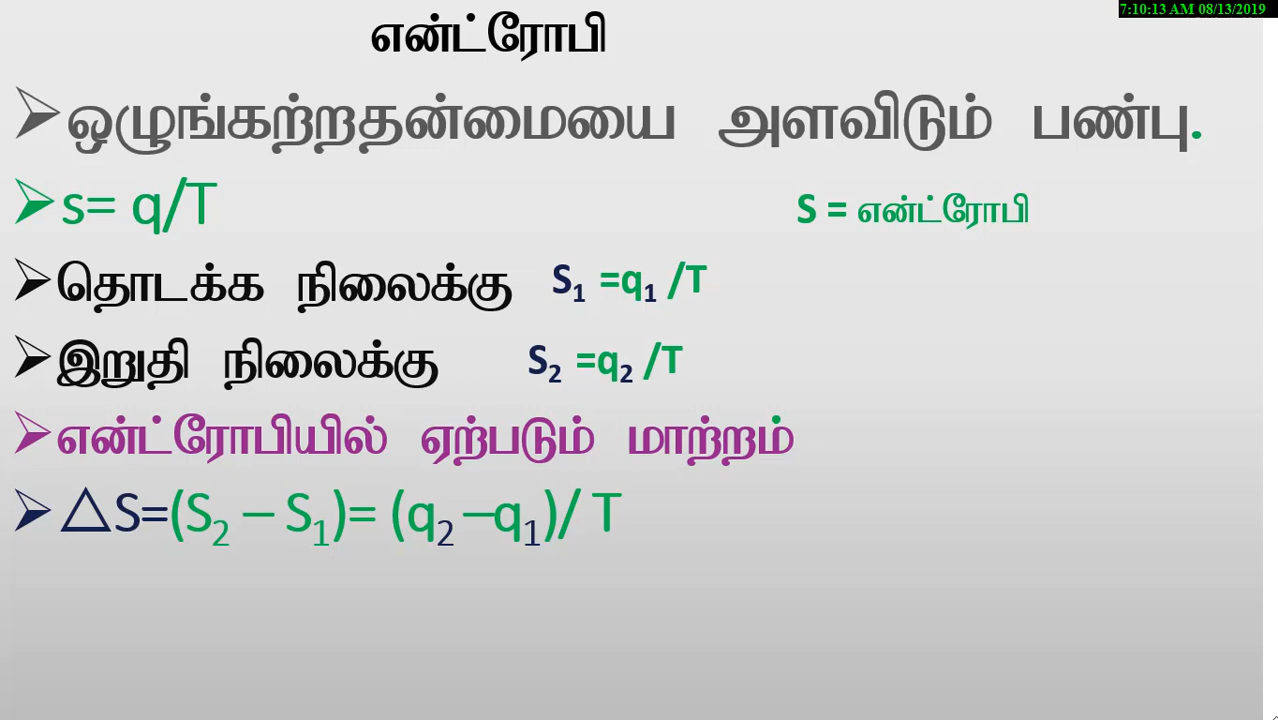 7:10:13 AM 08/13/2019
என்ட்ரோபி
➢ஒழுங்கற்றதன்மையை அளவிடும் பண்பு.
➢s= q/T S = என்ட்ரோபி
➢தொடக்க நிலைக்கு S₁ =q₁ /T
➢இறுதி நிலைக்கு S₂ =q₂ /T
➢என்ட்ரோபியில் ஏற்படும் மாற்றம்
➢△S=(S₂ – S₁)= (q₂ –q₁)/ T